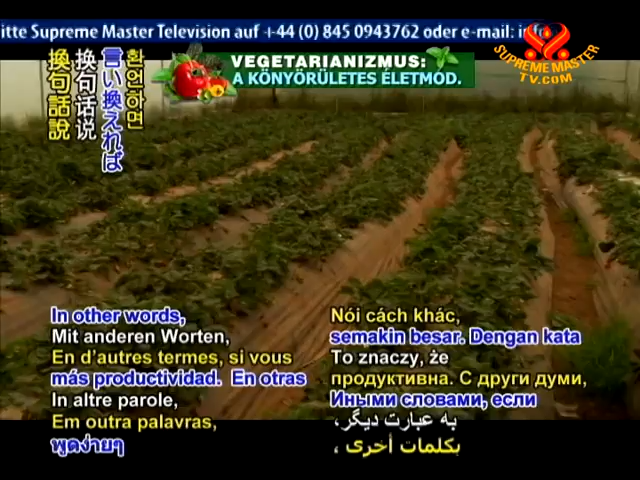 itte Supreme Master Television auf +44 (0) 845 0943762 oder e-mail: info
SUPREME MASTER
TV.COM
VEGETARIANIZMUS:
A KÖNYÖRÜLETES ÉLETMÓD.
환언하면
言い換えれば
换句话说
換句話說
In other words,
Mit anderen Worten,
En d'autres termes, si vous
más productividad. En otras
In altre parole,
Em outra palavras,
พูดง่ายๆ
Nói cách khác,
semakin besar. Dengan kata
To znaczy, że
продуктивна. С други думи,
Иными словами, если
به عبارت دیگر،
بكلمات أخرى ،